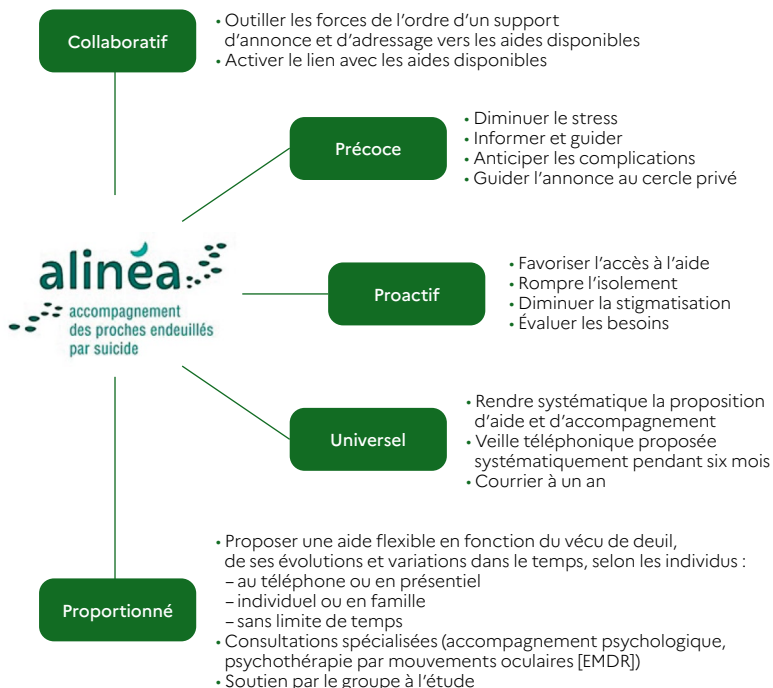 Collaboratif
• Outiller les forces de l’ordre d’un support
d’annonce et d’adressage vers les aides disponibles
• Activer le lien avec les aides disponibles
Précoce
• Diminuer le stress
• Informer et guider
• Anticiper les complications
• Guider l’annonce au cercle privé
alinéa
accompagnement
des proches endeuillés
par suicide
Proactif
• Favoriser l’accès à l’aide
• Rompre l’isolement
• Diminuer la stigmatisation
• Évaluer les besoins
Universel
• Rendre systématique la proposition
d’aide et d’accompagnement
• Veille téléphonique proposée
systématiquement pendant six mois
• Courrier à un an
Proportionné
• Proposer une aide flexible en fonction du vécu de deuil,
de ses évolutions et variations dans le temps, selon les individus :
– au téléphone ou en présentiel
– individuel ou en famille
– sans limite de temps
• Consultations spécialisées (accompagnement psychologique,
psychothérapie par mouvements oculaires [EMDR])
• Soutien par le groupe à l’étude